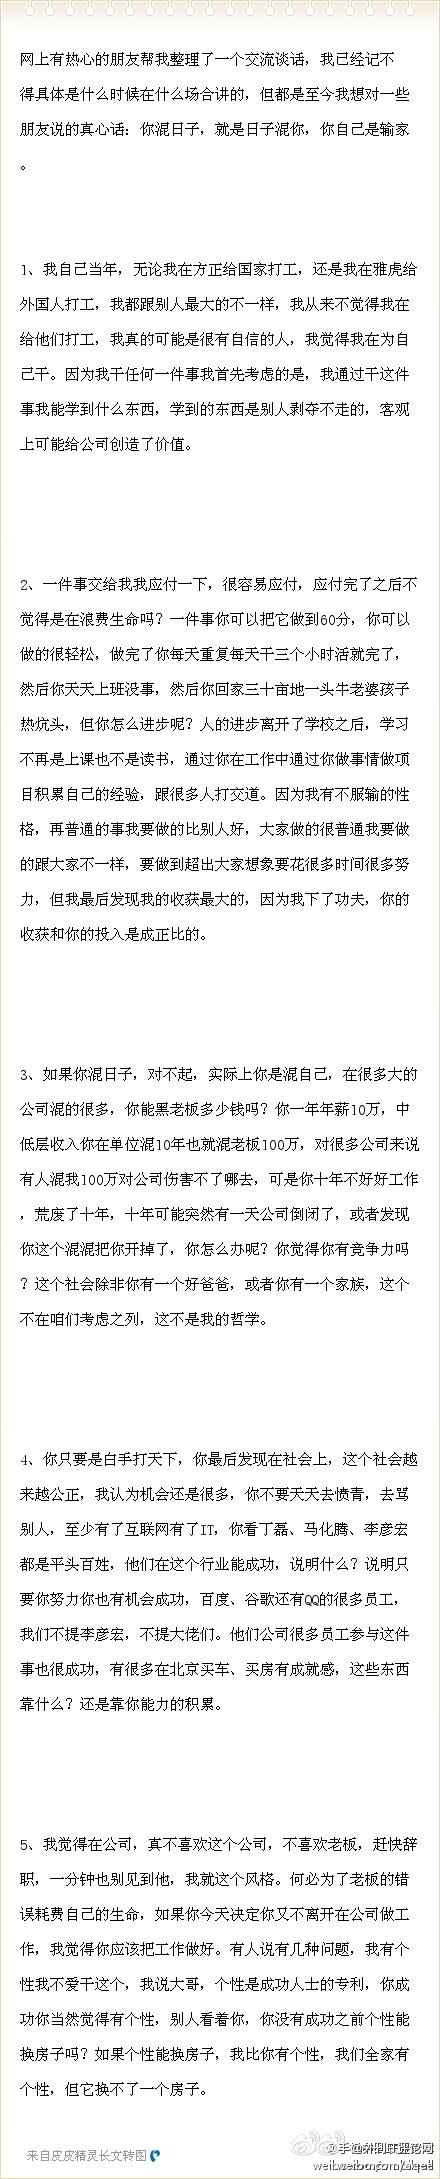 网上有热心的朋友帮我整理了一个交流谈话，我已经记不
得具体是什么时候在什么场合讲的，但都是至今我想对一些
朋友说的真心话：你混日子，就是日子混你，你自己是输家
。
1、我自己当年，无论我在方正给国家打工，还是我在雅虎给
外国人打工，我都跟别人最大的不一样，我从来不觉得我在
给他们打工，我真的可能是很有自信的人，我觉得我在为自
己干。因为我干任何一件事我首先考虑的是，我通过干这件
事我能学到什么东西，学到的东西是别人剥夺不走的，客观
上可能给公司创造了价值。
2、一件事交给我我应付一下，很容易应付，应付完了之后不
觉得是在浪费生命吗？一件事你可以把它做到60分，你可以
做的很轻松，做完了你每天重复每天干三个小时活就完了，
然后你天天上班没事，然后你回家三十亩地一头牛老婆孩子
热炕头，但你怎么进步呢？人的进步离开了学校之后，学习
不再是上课也不是读书，通过你在工作中通过你做事情做项
目积累自己的经验，跟很多人打交道。因为我有不服输的性
格，再普通的事我要做的比别人好，大家做的很普通我要做
的跟大家不一样，要做到超出大家想象要花很多时间很多努
力，但我最后发现我的收获最大的，因为我下了功夫，你的
收获和你的投入是成正比的。
3、如果你混日子，对不起，实际上你是混自己，在很多大的
公司混的很多，你能黑老板多少钱吗？你一年年薪10万，中
低层收入你在单位混10年也就混老板100万，对很多公司来说
有人混我100万对公司伤害不了哪去，可是你十年不好好工作
，荒废了十年，十年可能突然有一天公司倒闭了，或者发现
你这个混混把你开掉了，你怎么办呢？你觉得你有竞争力吗
？这个社会除非你有一个好爸爸，或者你有一个家族，这个
不在咱们考虑之列，这不是我的哲学。
4、你只要是白手打天下，你最后发现在社会上，这个社会越
来越公正，我认为机会还是很多，你不要天天去愤青，去骂
别人，至少有了互联网有了IT，你看丁磊、马化腾、李彦宏
都是平头百姓，他们在这个行业能成功，说明什么？说明只
要你努力你也有机会成功，百度、谷歌还有QQ的很多员工，
我们不提李彦宏，不提大佬们。他们公司很多员工参与这件
事也很成功，有很多在北京买车、买房有成就感，这些东西
靠什么？还是靠你能力的积累。
5、我觉得在公司，真不喜欢这个公司，不喜欢老板，赶快辞
职，一分钟也别见到他，我就这个风格。何必为了老板的错
误耗费自己的生命，如果你今天决定你又不离开在公司做工
作，我觉得你应该把工作做好。有人说有几种问题，我有个
性我不爱干这个，我说大哥，个性是成功人士的专利，你成
功你当然觉得有个性，别人看着你，你没有成功之前个性能
换房子吗？如果个性能换房子，我比你有个性，我们全家有
个性，但它换不了一个房子。
来自皮皮精灵长文转图